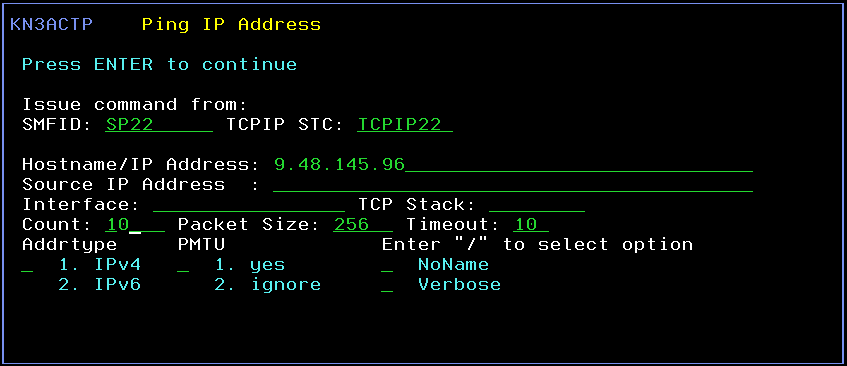 KN3ACTP Ping IP Address
Press ENTER to continue
Issue command from:
SMFID: SP22 TCPIP STC: TCPIP22
Hostname/IP Address: 9.48.145.96
Source IP Address :
Interface: TCP Stack:
Count: 10 Packet Size: 256 Timeout: 10
Addrtype PMTU Enter "/" to select option
_ 1. IPv4 _ 1. yes _ NoName
2. IPv6 2. ignore _ Verbose